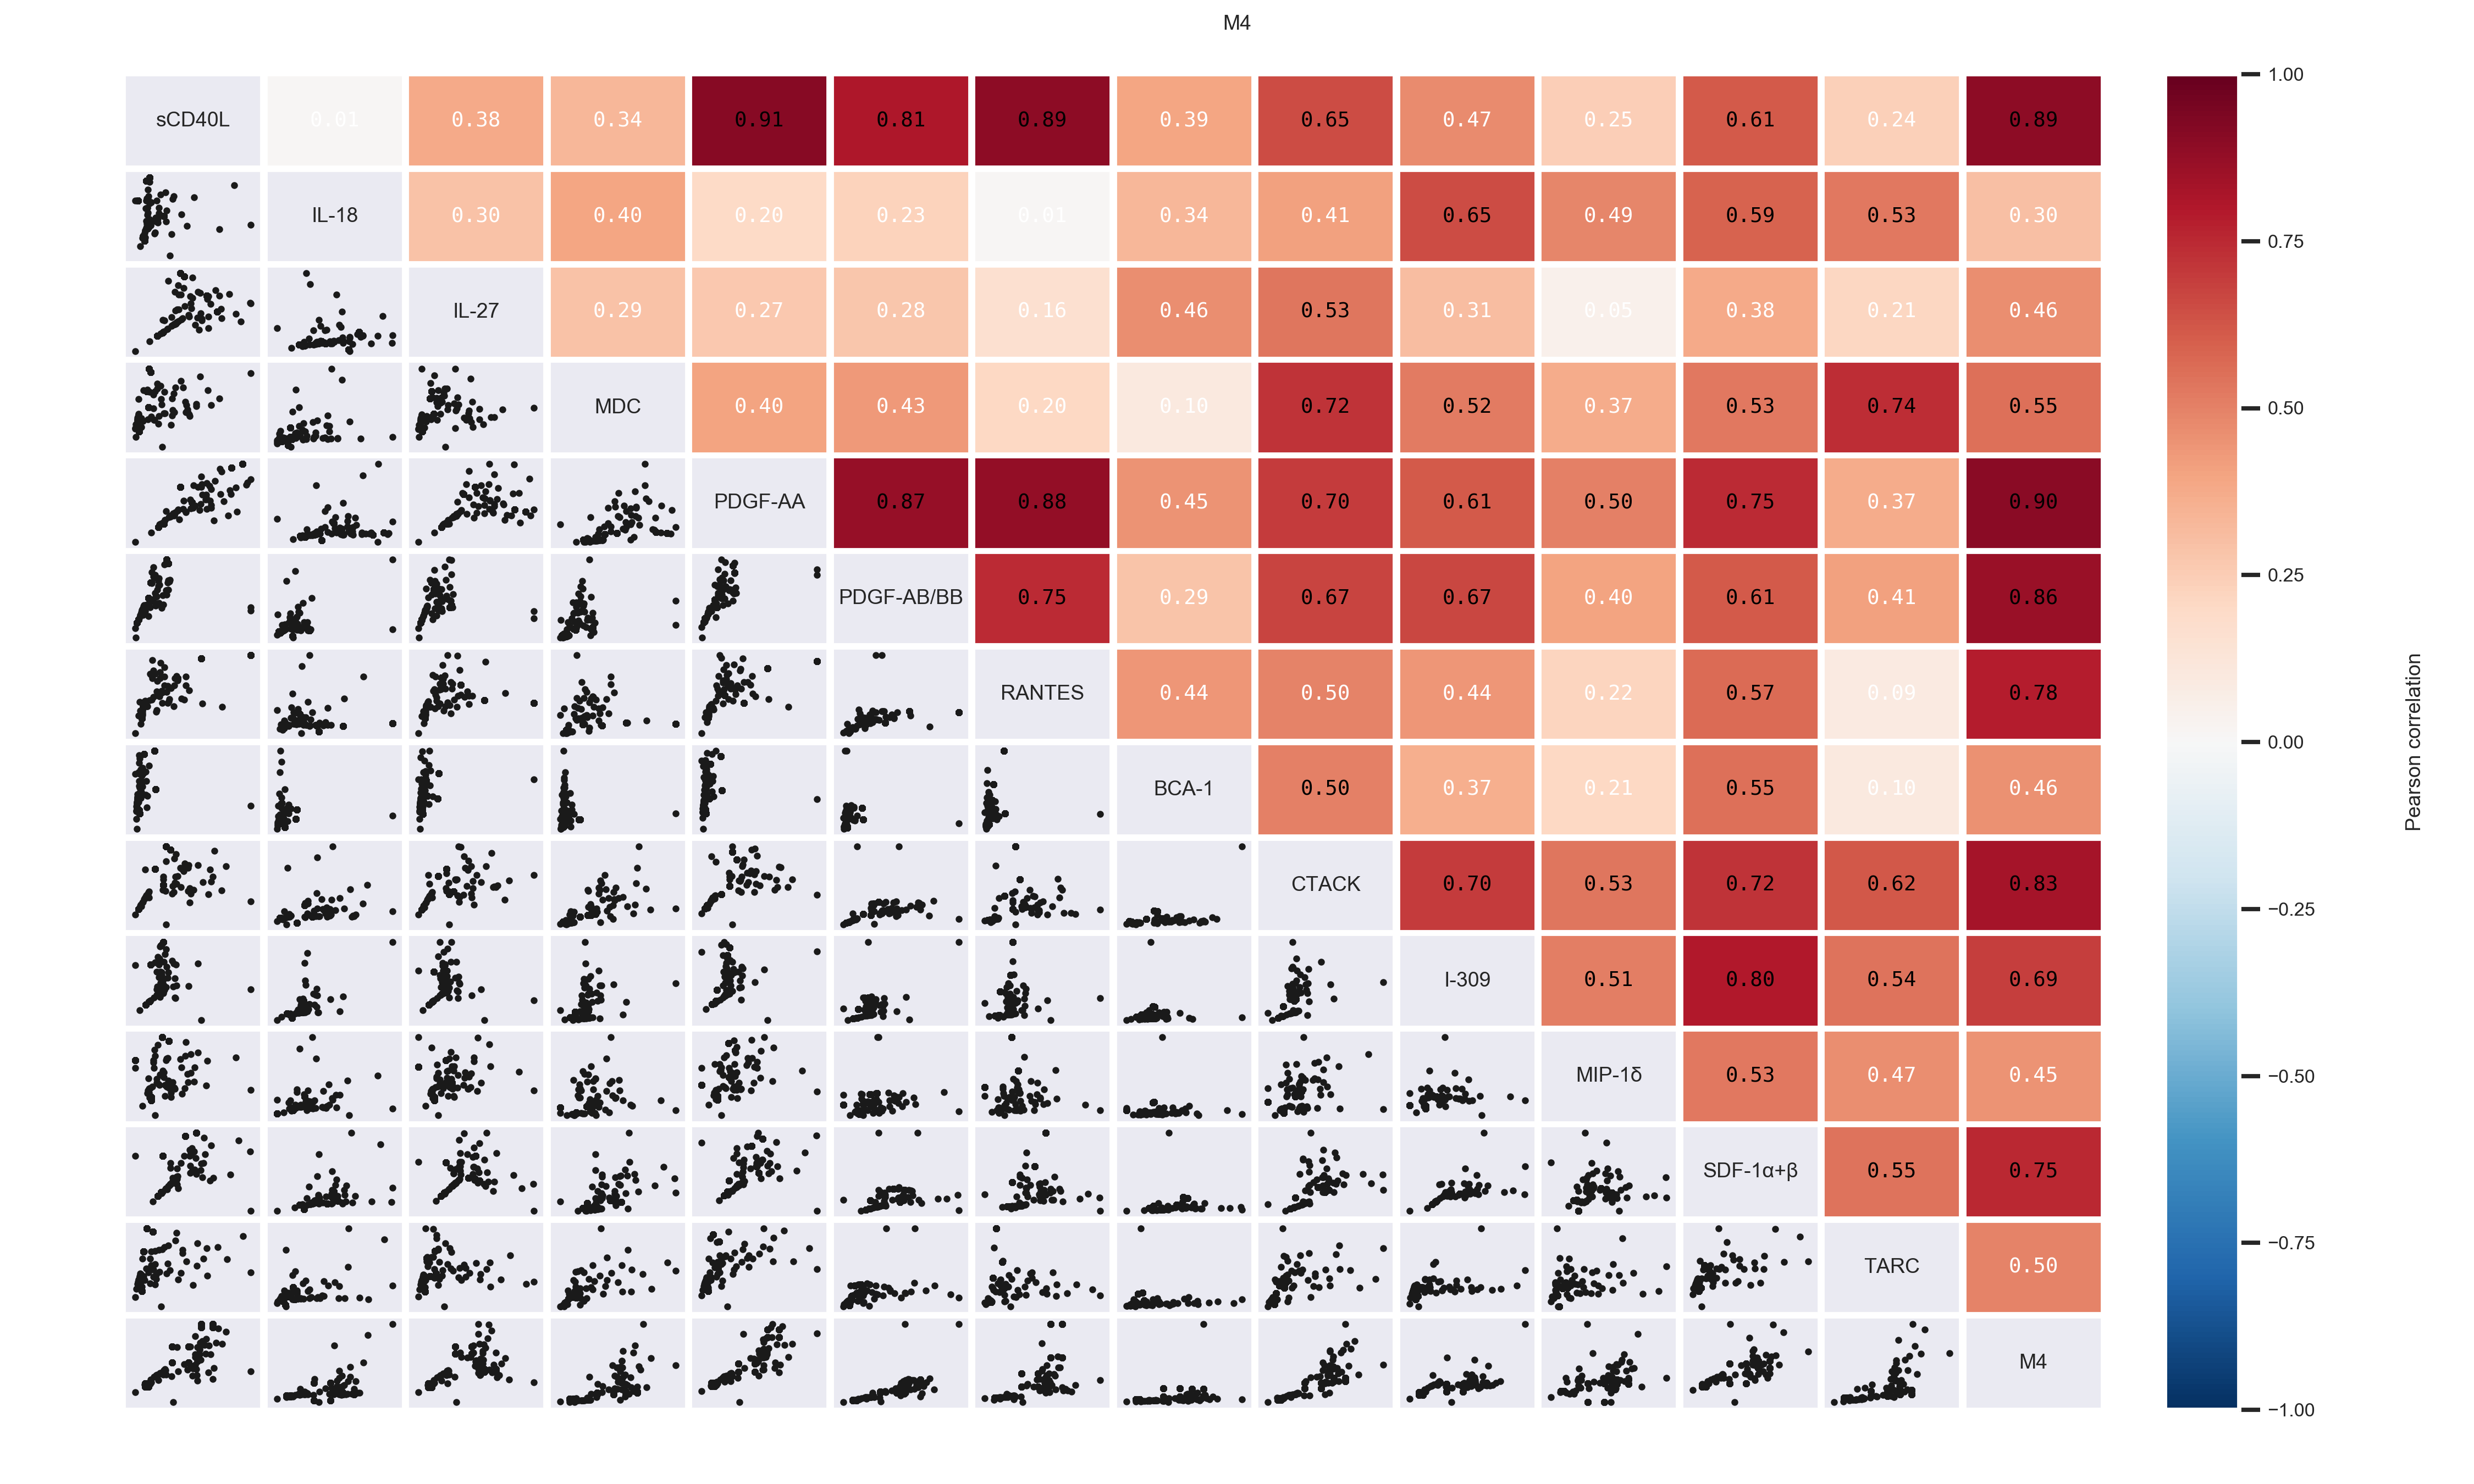 M4
sCD40L 0.01 0.38 0.34 0.91 0.81 0.89 0.39 0.65 0.47 0.25 0.61 0.24 0.89
IL-18 0.30 0.40 0.20 0.23 0.01 0.34 0.41 0.65 0.49 0.59 0.53 0.30
IL-27 0.29 0.27 0.28 0.16 0.46 0.53 0.31 0.05 0.38 0.21 0.46
MDC 0.40 0.43 0.20 0.10 0.72 0.52 0.37 0.53 0.74 0.55
PDGF-AA 0.87 0.88 0.45 0.70 0.61 0.50 0.75 0.37 0.90
PDGF-AB/BB 0.75 0.29 0.67 0.67 0.40 0.61 0.41 0.86
RANTES 0.44 0.50 0.44 0.22 0.57 0.09 0.78
BCA-1 0.50 0.37 0.21 0.55 0.10 0.46
CTACK 0.70 0.53 0.72 0.62 0.83
I-309 0.51 0.80 0.54 0.69
MIP-1δ 0.53 0.47 0.45
SDF-1α+β 0.55 0.75
TARC 0.50
M4
1.00
0.75
0.50
0.25
0.00
−0.25
−0.50
−0.75
−1.00
Pearson correlation